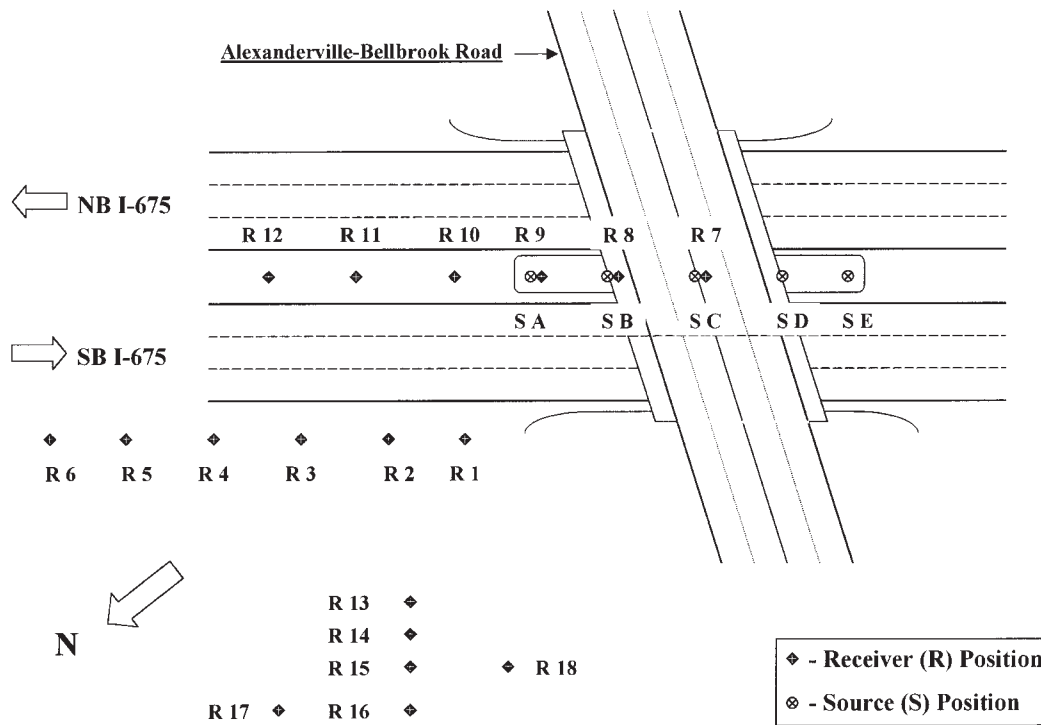 Alexanderville-Bellbrook Road
NB I-675
R 12 R 11 R 10 R 9 R 8 R 7
S A S B S C S D S E
SB I-675
R 6 R 5 R 4 R 3 R 2 R 1
R 13
N
R 14
R 15 R 18
R 17 R 16
- Receiver (R) Position
- Source (S) Position